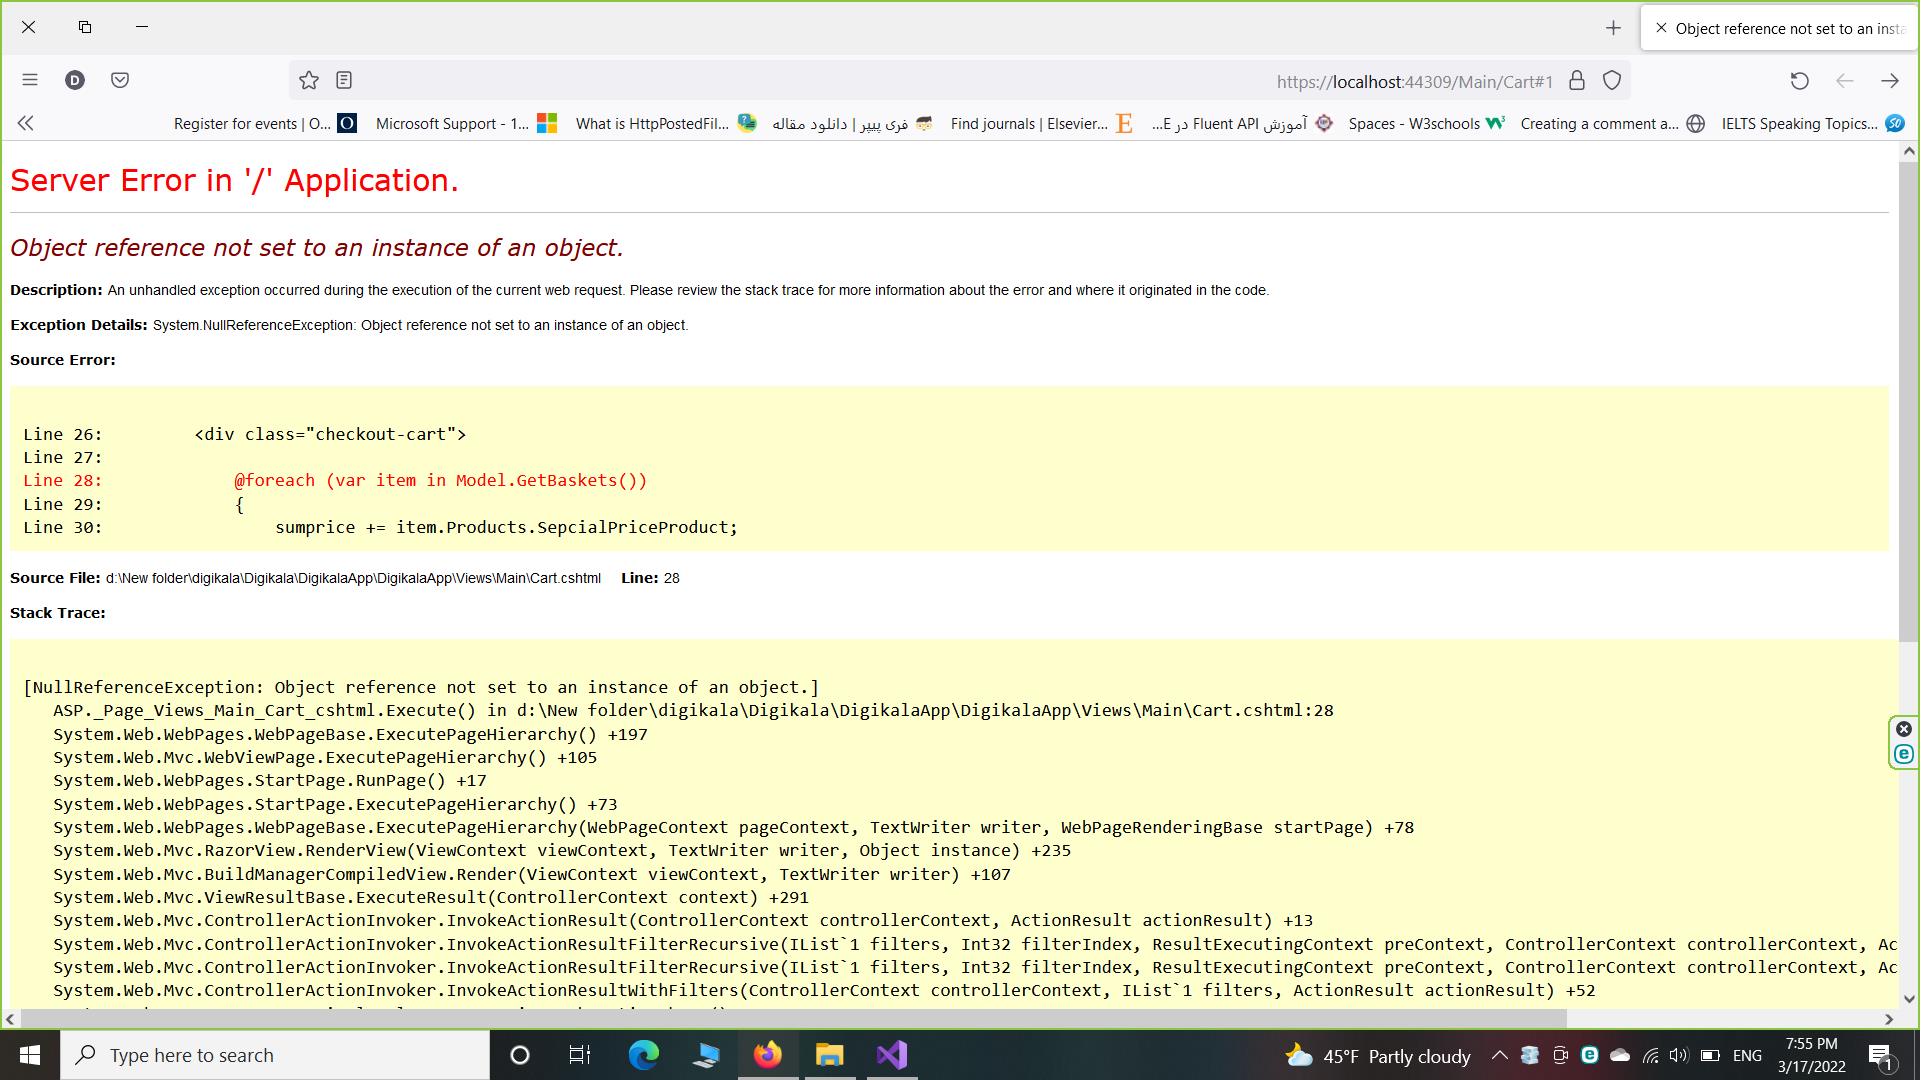 Object reference not set to an insta
https://localhost:44309/Main/Cart#1
Register for events | O...
Microsoft Support - 1...
What is HttpPostedFil...
فری پیپر | دانلود مقاله
Find journals | Elsevier...
آموزش Fluent API در E...
Spaces - W3schools
Creating a comment a...
IELTS Speaking Topics...
Server Error in '/' Application.
Object reference not set to an instance of an object.
Description: An unhandled exception occurred during the execution of the current web request. Please review the stack trace for more information about the error and where it originated in the code.
Exception Details: System.NullReferenceException: Object reference not set to an instance of an object.
Source Error:
Line 26:         <div class="checkout-cart">
Line 27:
Line 28:             @foreach (var item in Model.GetBaskets())
Line 29:             {
Line 30:                 sumprice += item.Products.SepcialPriceProduct;
Source File: d:\New folder\digikala\Digikala\DigikalaApp\DigikalaApp\Views\Main\Cart.cshtml    Line: 28
Stack Trace:
[NullReferenceException: Object reference not set to an instance of an object.]
ASP._Page_Views_Main_Cart_cshtml.Execute() in d:\New folder\digikala\Digikala\DigikalaApp\DigikalaApp\Views\Main\Cart.cshtml:28
System.Web.WebPages.WebPageBase.ExecutePageHierarchy() +197
System.Web.Mvc.WebViewPage.ExecutePageHierarchy() +105
System.Web.WebPages.StartPage.RunPage() +17
System.Web.WebPages.StartPage.ExecutePageHierarchy() +73
System.Web.WebPages.WebPageBase.ExecutePageHierarchy(WebPageContext pageContext, TextWriter writer, WebPageRenderingBase startPage) +78
System.Web.Mvc.RazorView.RenderView(ViewContext viewContext, TextWriter writer, Object instance) +235
System.Web.Mvc.BuildManagerCompiledView.Render(ViewContext viewContext, TextWriter writer) +107
System.Web.Mvc.ViewResultBase.ExecuteResult(ControllerContext context) +291
System.Web.Mvc.ControllerActionInvoker.InvokeActionResult(ControllerContext controllerContext, ActionResult actionResult) +13
System.Web.Mvc.ControllerActionInvoker.InvokeActionResultFilterRecursive(IList`1 filters, Int32 filterIndex, ResultExecutingContext preContext, ControllerContext controllerContext, Ac
System.Web.Mvc.ControllerActionInvoker.InvokeActionResultFilterRecursive(IList`1 filters, Int32 filterIndex, ResultExecutingContext preContext, ControllerContext controllerContext, Ac
System.Web.Mvc.ControllerActionInvoker.InvokeActionResultWithFilters(ControllerContext controllerContext, IList`1 filters, ActionResult actionResult) +52
Type here to search
45°F Partly cloudy
ENG
7:55 PM
3/17/2022
1